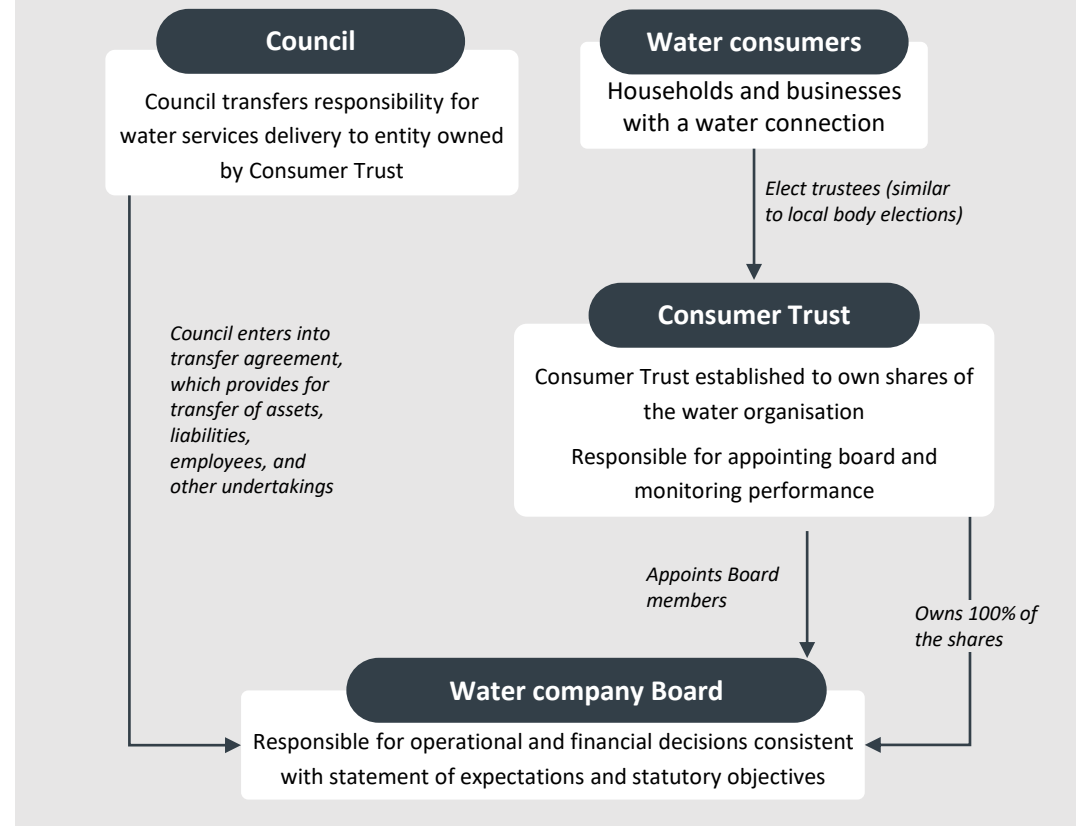 Council
Council transfers responsibility for
water services delivery to entity owned
by Consumer Trust
Water consumers
Households and businesses
with a water connection
Elect trustees (similar
to local body elections)
Consumer Trust
Consumer Trust established to own shares of
the water organisation
Responsible for appointing board and
monitoring performance
Council enters into
transfer agreement,
which provides for
transfer of assets,
liabilities,
employees, and
other undertakings
Appoints Board
members
Owns 100% of
the shares
Water company Board
Responsible for operational and financial decisions consistent
with statement of expectations and statutory objectives